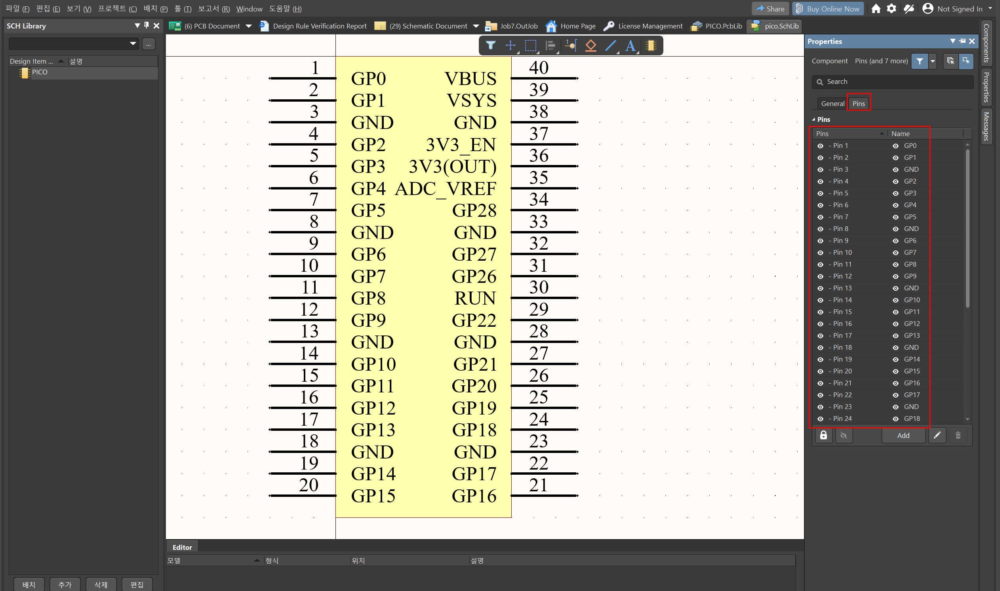 파일 (F) 편집 (E) 보기 (V) 프로젝트 (C) 배치 (P) 툴 (T) 보고서 (R) Window 도움말 (H) Share Buy Online Now Not Signed In
SCH Library
(6) PCB Document Design Rule Verification Report (29) Schematic Document Job7.OutJob Home Page License Management PICO.PcbLib pico.SchLib
...
Design Item ... 설명
PICO
1 GP0 VBUS 40
2 GP1 VSYS 39
3 GND GND 38
4 GP2 3V3_EN 37
5 GP3 3V3(OUT) 36
6 GP4 ADC_VREF 35
7 GP5 GP28 34
8 GND GND 33
9 GP6 GP27 32
10 GP7 GP26 31
11 GP8 RUN 30
12 GP9 GP22 29
13 GND GND 28
14 GP10 GP21 27
15 GP11 GP20 26
16 GP12 GP19 25
17 GP13 GP18 24
18 GND GND 23
19 GP14 GP17 22
20 GP15 GP16 21
Properties
Component Pins (and 7 more)
Search
General Pins
Pins
Pins Name
- Pin 1 GP0
- Pin 2 GP1
- Pin 3 GND
- Pin 4 GP2
- Pin 5 GP3
- Pin 6 GP4
- Pin 7 GP5
- Pin 8 GND
- Pin 9 GP6
- Pin 10 GP7
- Pin 11 GP8
- Pin 12 GP9
- Pin 13 GND
- Pin 14 GP10
- Pin 15 GP11
- Pin 16 GP12
- Pin 17 GP13
- Pin 18 GND
- Pin 19 GP14
- Pin 20 GP15
- Pin 21 GP16
- Pin 22 GP17
- Pin 23 GND
- Pin 24 GP18
Add
Components
Properties
Messages
Editor
모델 형식 위치 설명
배치 추가 삭제 편집